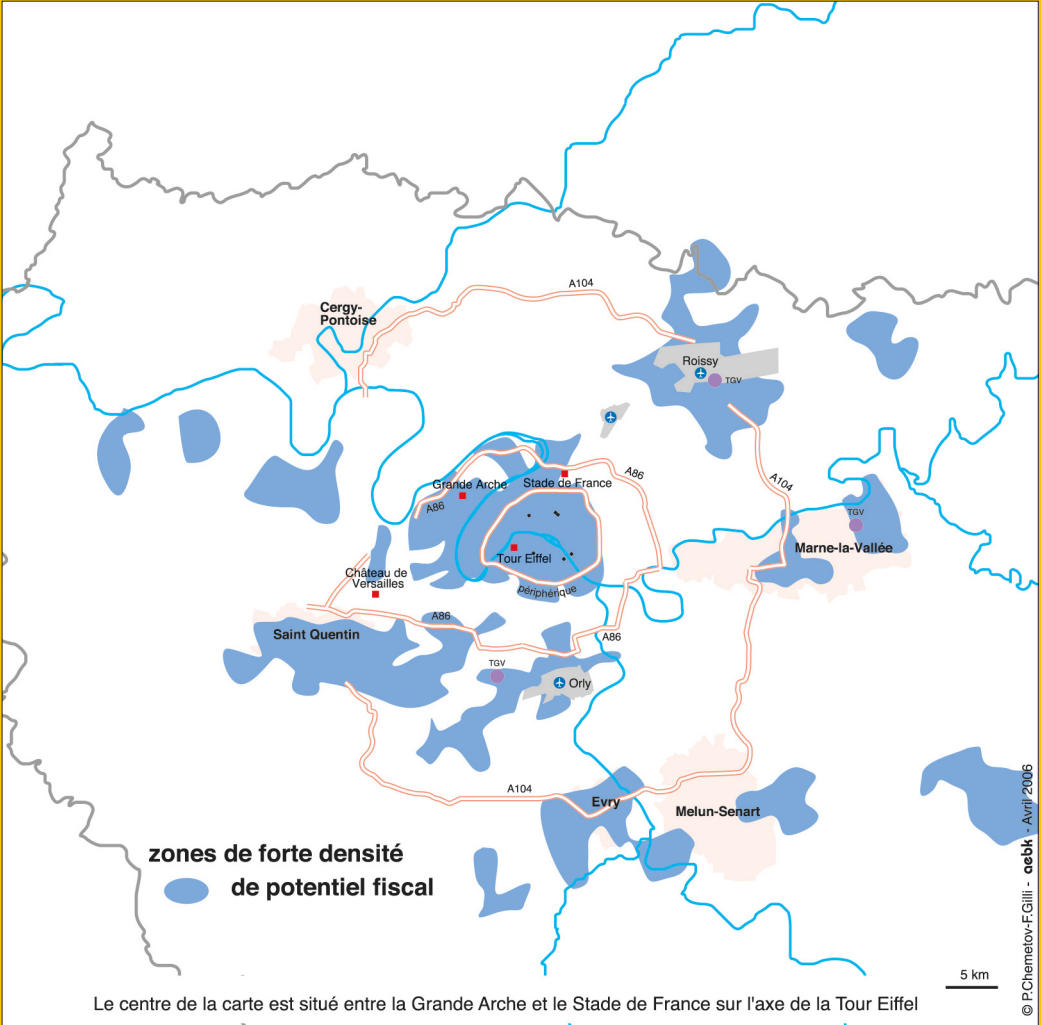 A104
Cergy-
Pontoise
Roissy
TGV
A86
A104
Grande Arche
Stade de France
A86
TGV
Marne-la-Vallée
Tour Eiffel
Château de
Versailles
périphérique
A86
Saint Quentin
A86
TGV
Orly
A104
Evry
Melun-Senart
zones de forte densité
de potentiel fiscal
5 km
Le centre de la carte est situé entre la Grande Arche et le Stade de France sur l'axe de la Tour Eiffel
© P.Chemetov-F.Gilli - aebk - Avril 2006